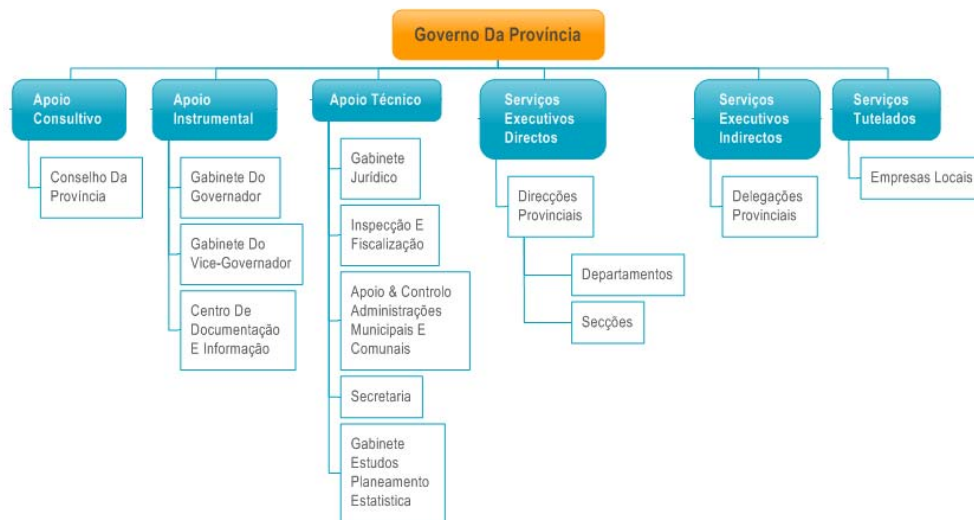 Governo Da Província
Apoio
Consultivo
Apoio
Instrumental
Apoio Técnico
Serviços
Executivos
Directos
Serviços
Executivos
Indirectos
Serviços
Tutelados
Conselho Da
Província
Gabinete Do
Governador
Gabinete Do
Vice-Governador
Centro De
Documentação
E Informação
Gabinete
Jurídico
Inspecção E
Fiscalização
Apoio & Controlo
Administrações
Municipais E
Comunais
Secretaria
Gabinete
Estudos
Planeamento
Estatistica
Direcções
Provinciais
Departamentos
Secções
Delegações
Provinciais
Empresas Locais